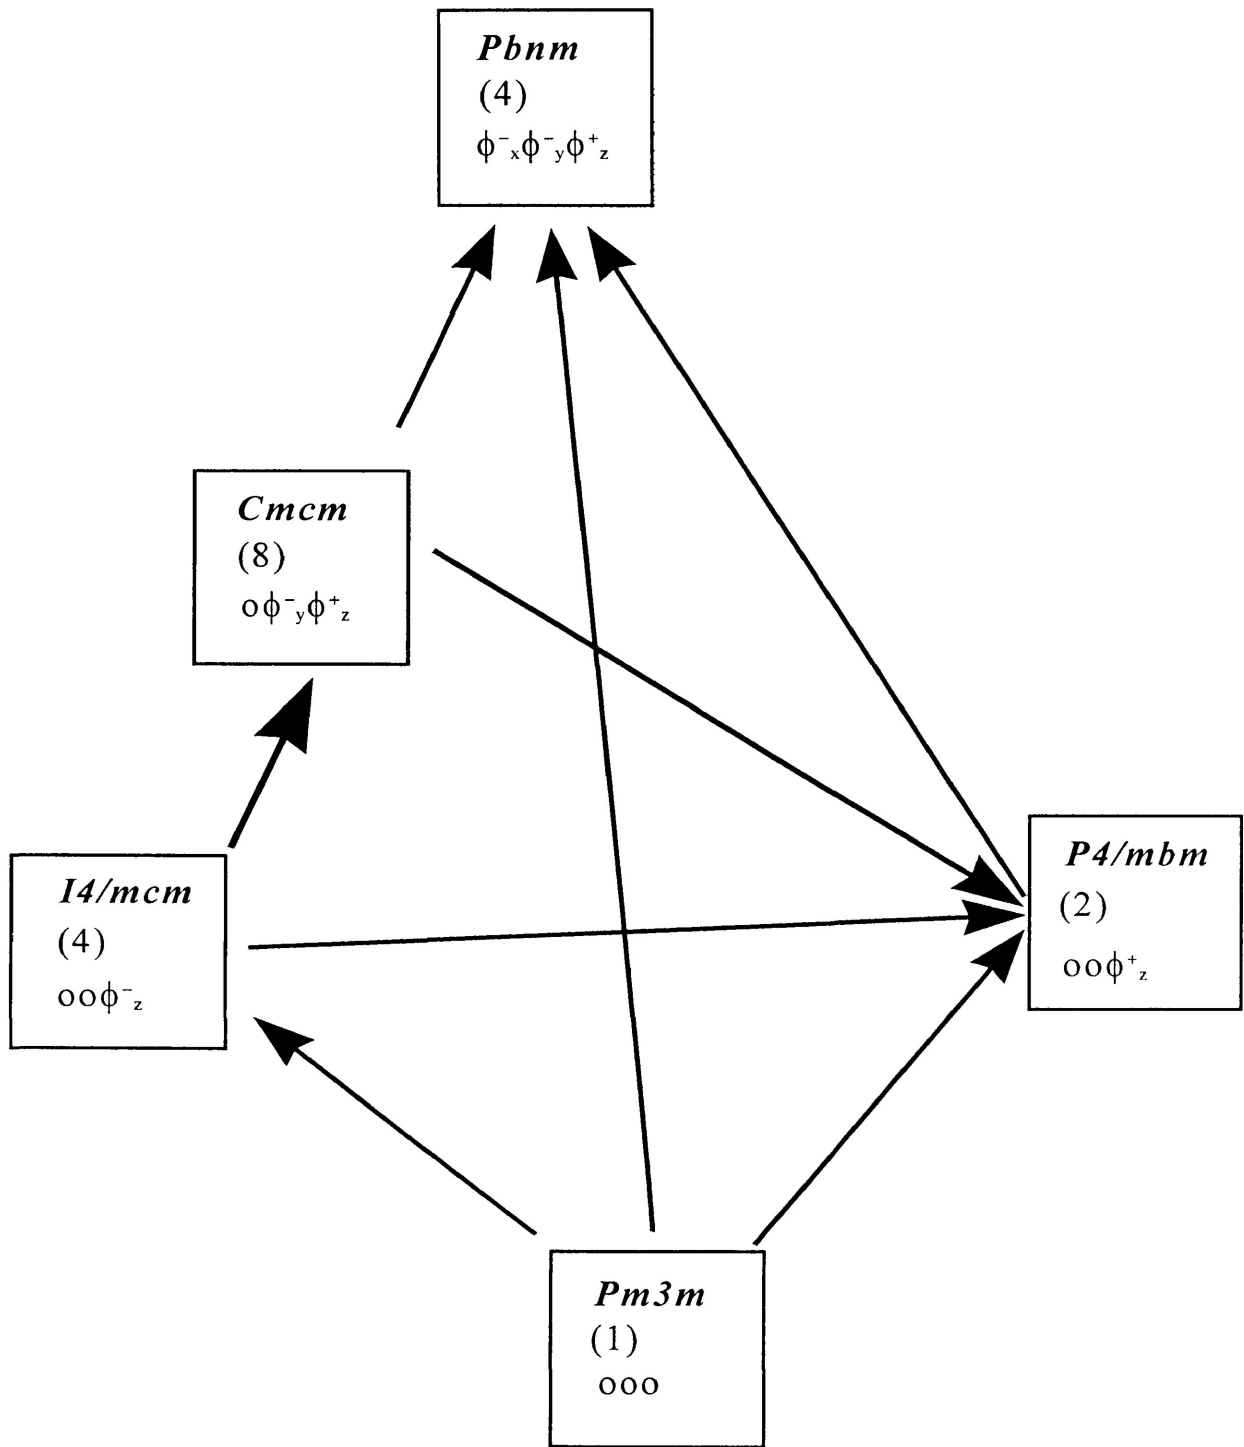 Pbnm
(4)
ϕ⁻ₓϕ⁻ᵧϕ⁺z
Cmcm
(8)
oϕ⁻ᵧϕ⁺z
I4/mcm
(4)
ooϕ⁻z
P4/mbm
(2)
ooϕ⁺z
Pm3m
(1)
ooo